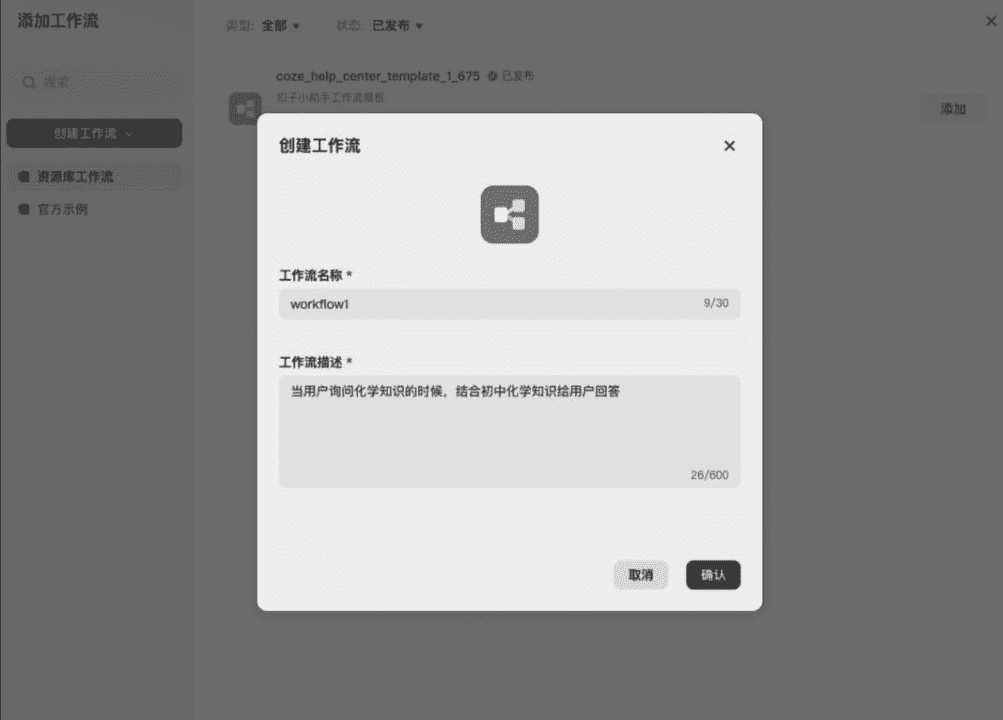 添加工作流
类型: 全部 状态: 已发布
搜索
coze_help_center_template_1_675 已发布
扣子小助手工作流模板
添加
创建工作流
资源库工作流
官方示例
创建工作流
工作流名称 *
workflow1 9/30
工作流描述 *
当用户询问化学知识的时候，结合初中化学知识给用户回答
26/600
取消 确认